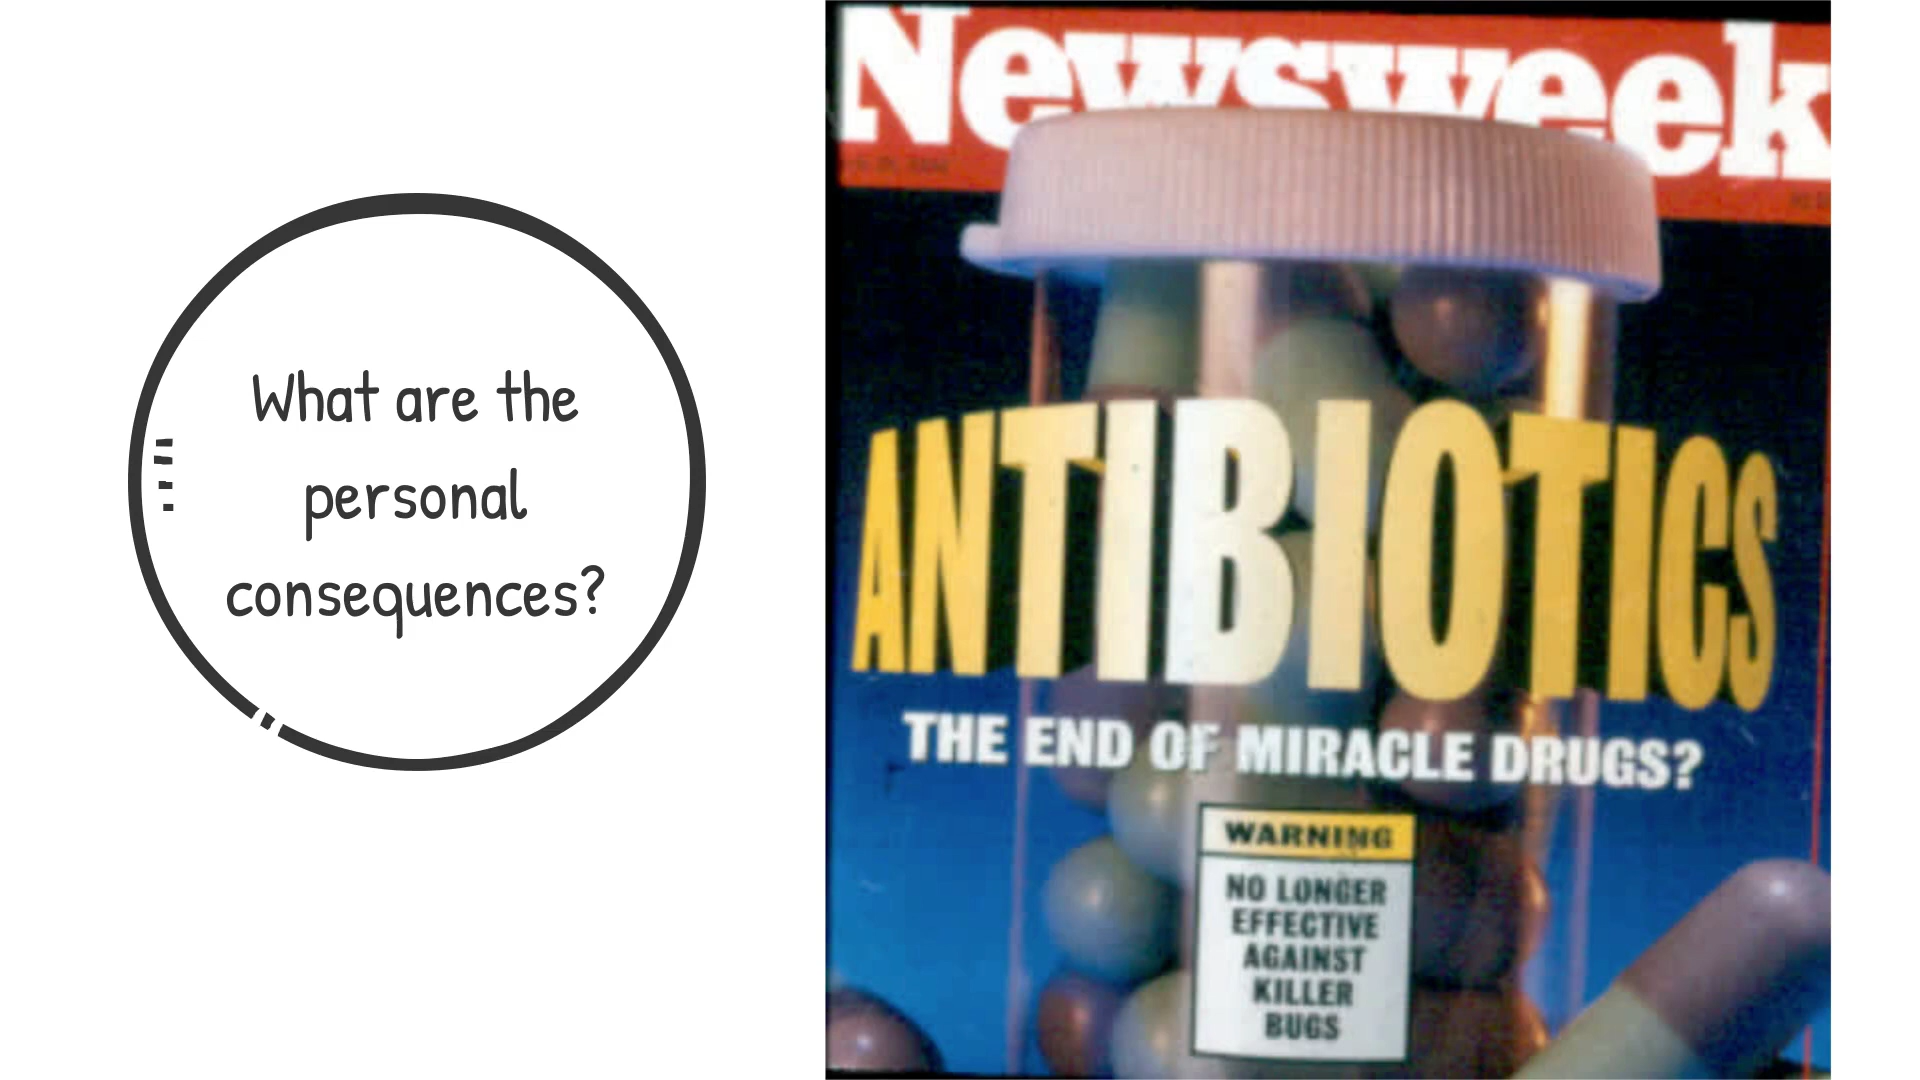 What are the
personal
consequences?
Newsweek
ANTIBIOTICS
THE END OF MIRACLE DRUGS?
WARNING
NO LONGER
EFFECTIVE
AGAINST
KILLER
BUGS